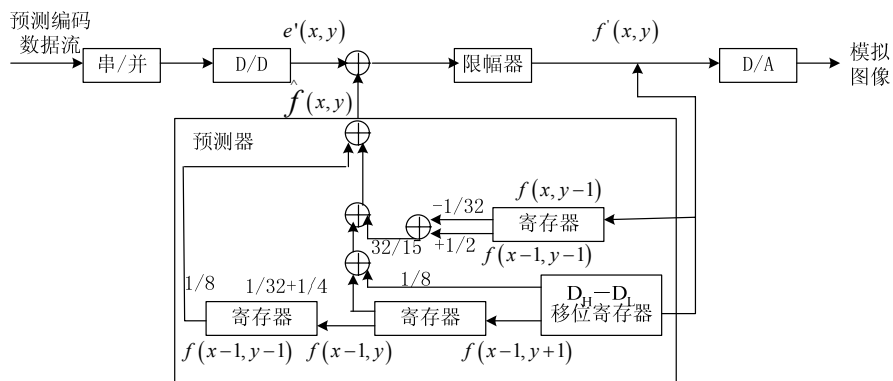 预测编码
数据流
串/并
D/D
e'(x,y)
限幅器
f'(x,y)
D/A
模拟
图像
f̂(x,y)
预测器
f(x,y-1)
-1/32
寄存器
+1/2
32/15
f(x-1,y-1)
1/8
1/32+1/4
1/8
D_H—D_L
移位寄存器
寄存器
寄存器
f(x-1,y-1)
f(x-1,y)
f(x-1,y+1)